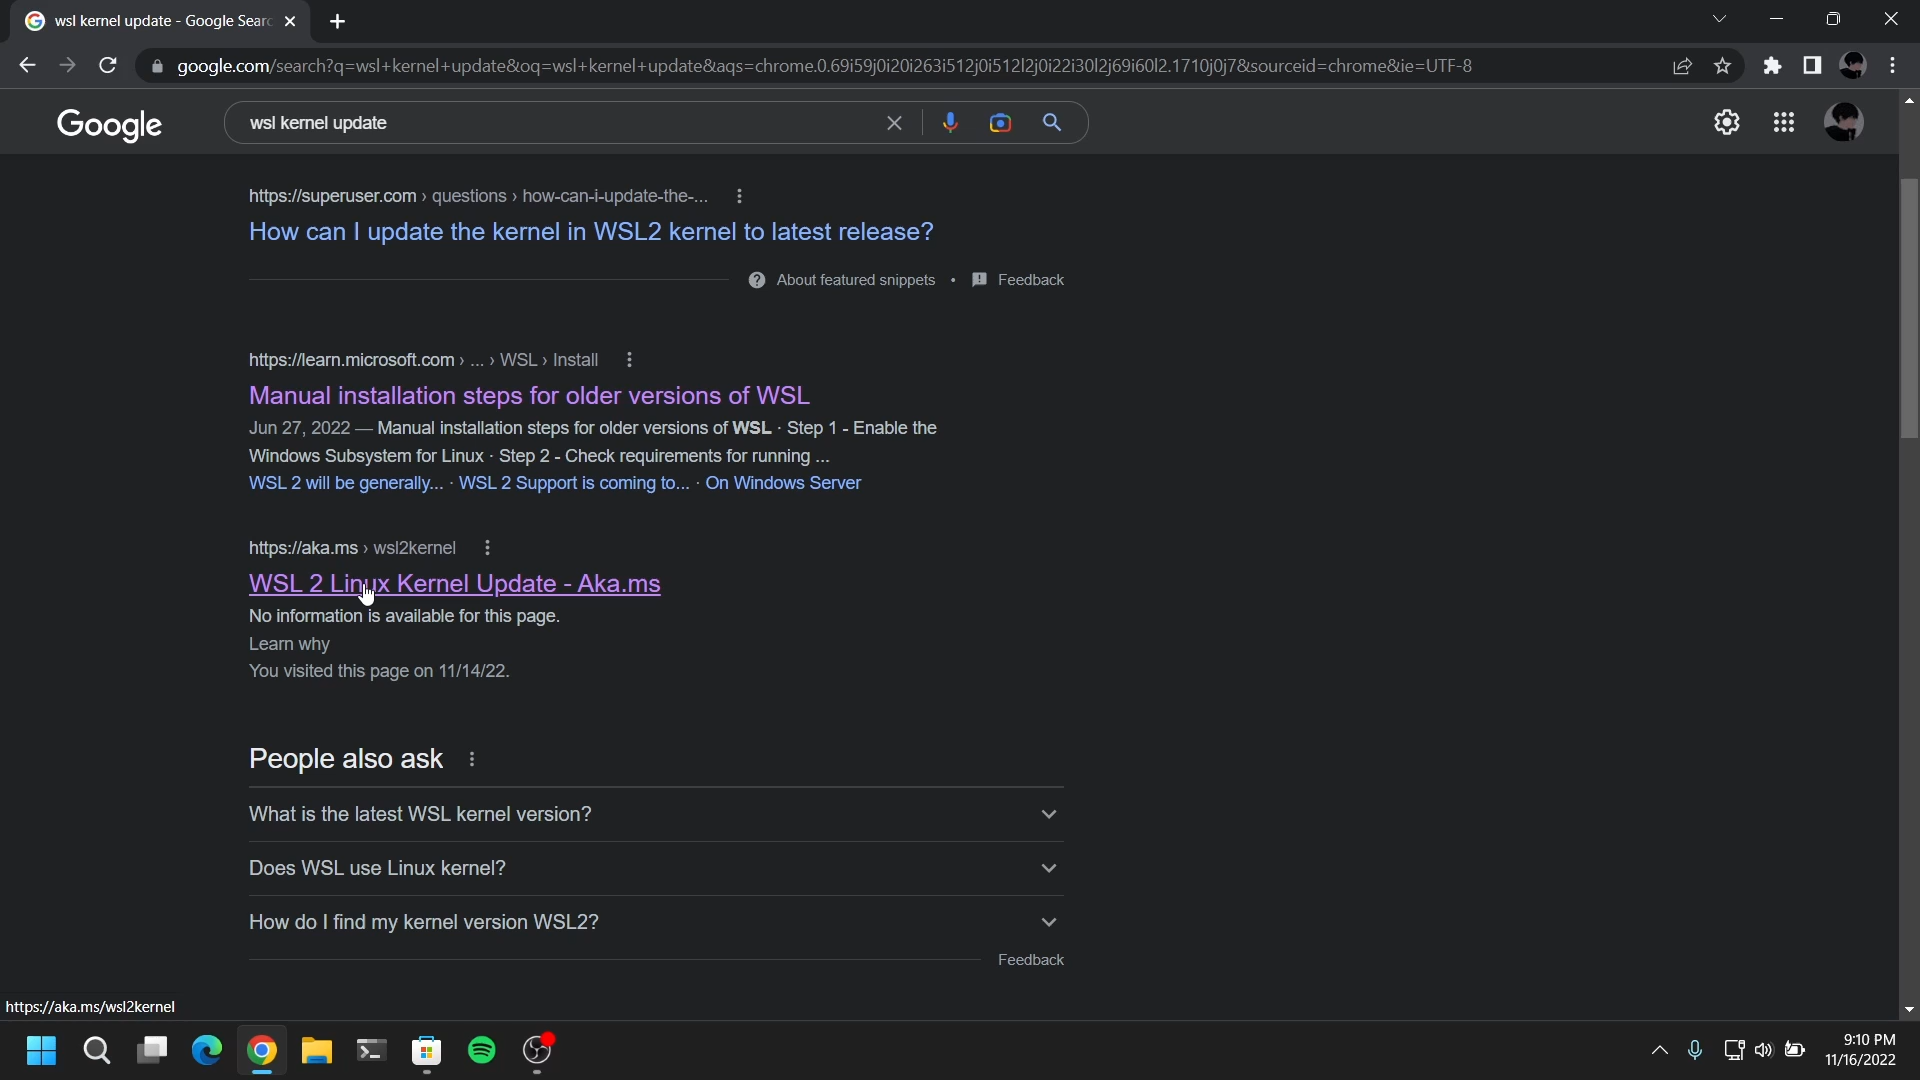 wsl kernel update - Google Searc
google.com/search?q=wsl+kernel+update&oq=wsl+kernel+update&aqs=chrome.0.69i59j0i20i263i512j0i512l2j0i22i30l2j69i60l2.1710j0j7&sourceid=chrome&ie=UTF-8
Google
wsl kernel update
https://superuser.com › questions › how-can-i-update-the-...
How can I update the kernel in WSL2 kernel to latest release?
About featured snippets • Feedback
https://learn.microsoft.com › ... › WSL › Install
Manual installation steps for older versions of WSL
Jun 27, 2022 — Manual installation steps for older versions of WSL · Step 1 - Enable the
Windows Subsystem for Linux · Step 2 - Check requirements for running ...
WSL 2 will be generally... · WSL 2 Support is coming to... · On Windows Server
https://aka.ms › wsl2kernel
WSL 2 Linux Kernel Update - Aka.ms
No information is available for this page.
Learn why
You visited this page on 11/14/22.
People also ask
What is the latest WSL kernel version?
Does WSL use Linux kernel?
How do I find my kernel version WSL2?
Feedback
https://aka.ms/wsl2kernel
9:10 PM
11/16/2022